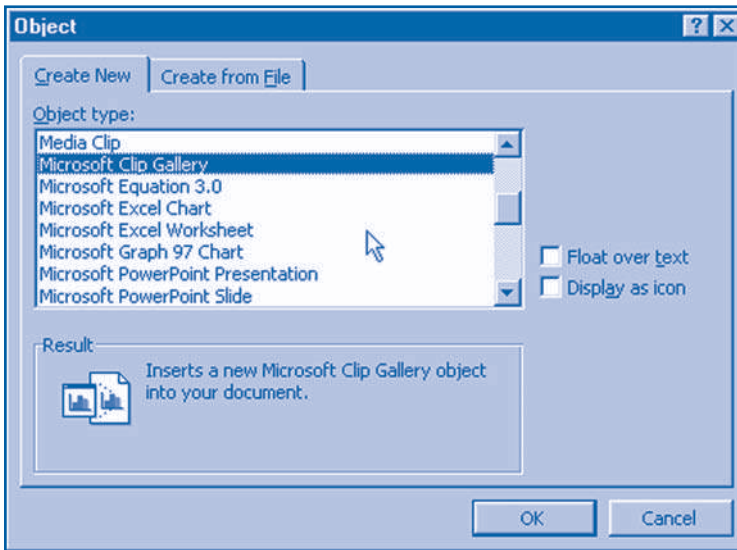 Object
Create New
Create from File
Object type:
Media Clip
Microsoft Clip Gallery
Microsoft Equation 3.0
Microsoft Excel Chart
Microsoft Excel Worksheet
Microsoft Graph 97 Chart
Microsoft PowerPoint Presentation
Microsoft PowerPoint Slide
Float over text
Display as icon
Result
Inserts a new Microsoft Clip Gallery object
into your document.
OK
Cancel